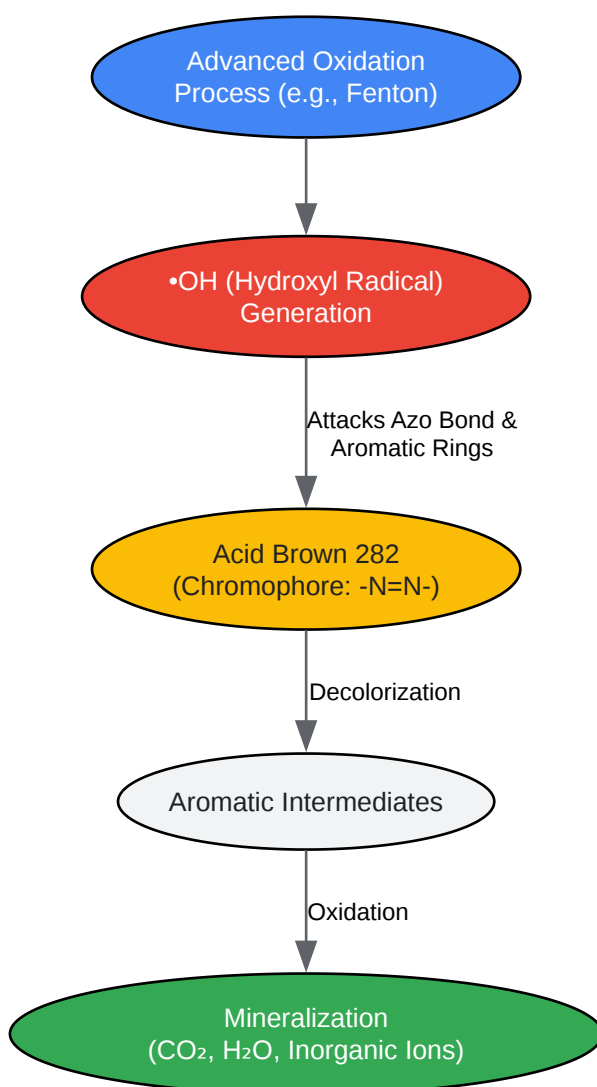 Advanced Oxidation
Process (e.g., Fenton)
•OH (Hydroxyl Radical)
Generation
Attacks Azo Bond &
Aromatic Rings
Acid Brown 282
(Chromophore: -N=N-)
Decolorization
Aromatic Intermediates
Oxidation
Mineralization
(CO₂, H₂O, Inorganic Ions)